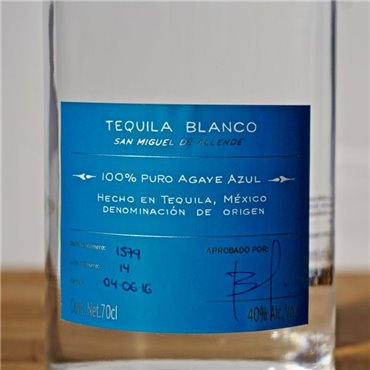 TEQUILA BLANCO
SAN MIGUEL DE ALLENDE
100% PURO AGAVE AZUL
HECHO EN TEQUILA, MÉXICO
DENOMINACIÓN DE ORIGEN
número: 1579
APROBADO POR:
14
04-06-16
Cont. Net. 70cl
40% Alc. Vol